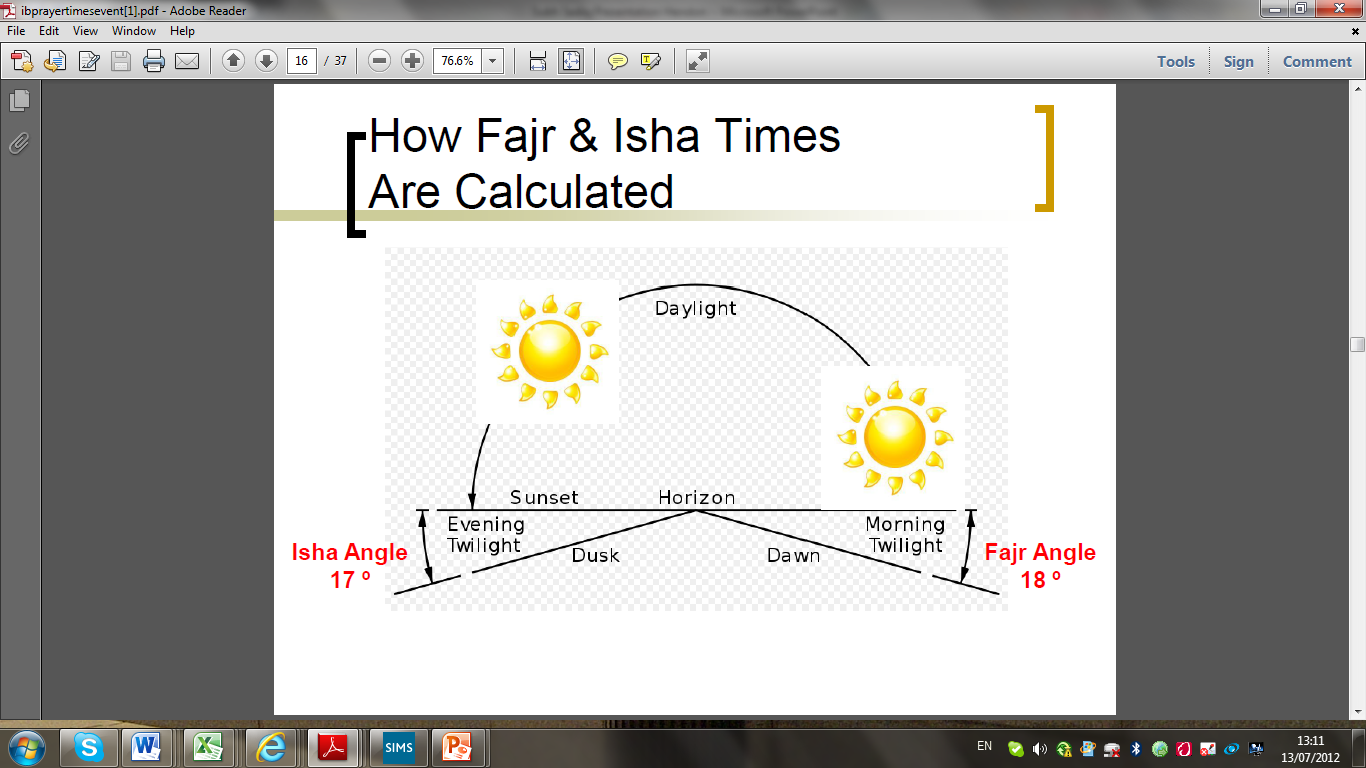 ibprayertimesevent[1].pdf - Adobe Reader
File Edit View Window Help
16 / 37
76.6%
Tools Sign Comment
How Fajr & Isha Times
Are Calculated
Daylight
Sunset Horizon
Evening
Twilight
Morning
Twilight
Dusk Dawn
Isha Angle
17 º
Fajr Angle
18 º
SIMS
EN
13:11
13/07/2012